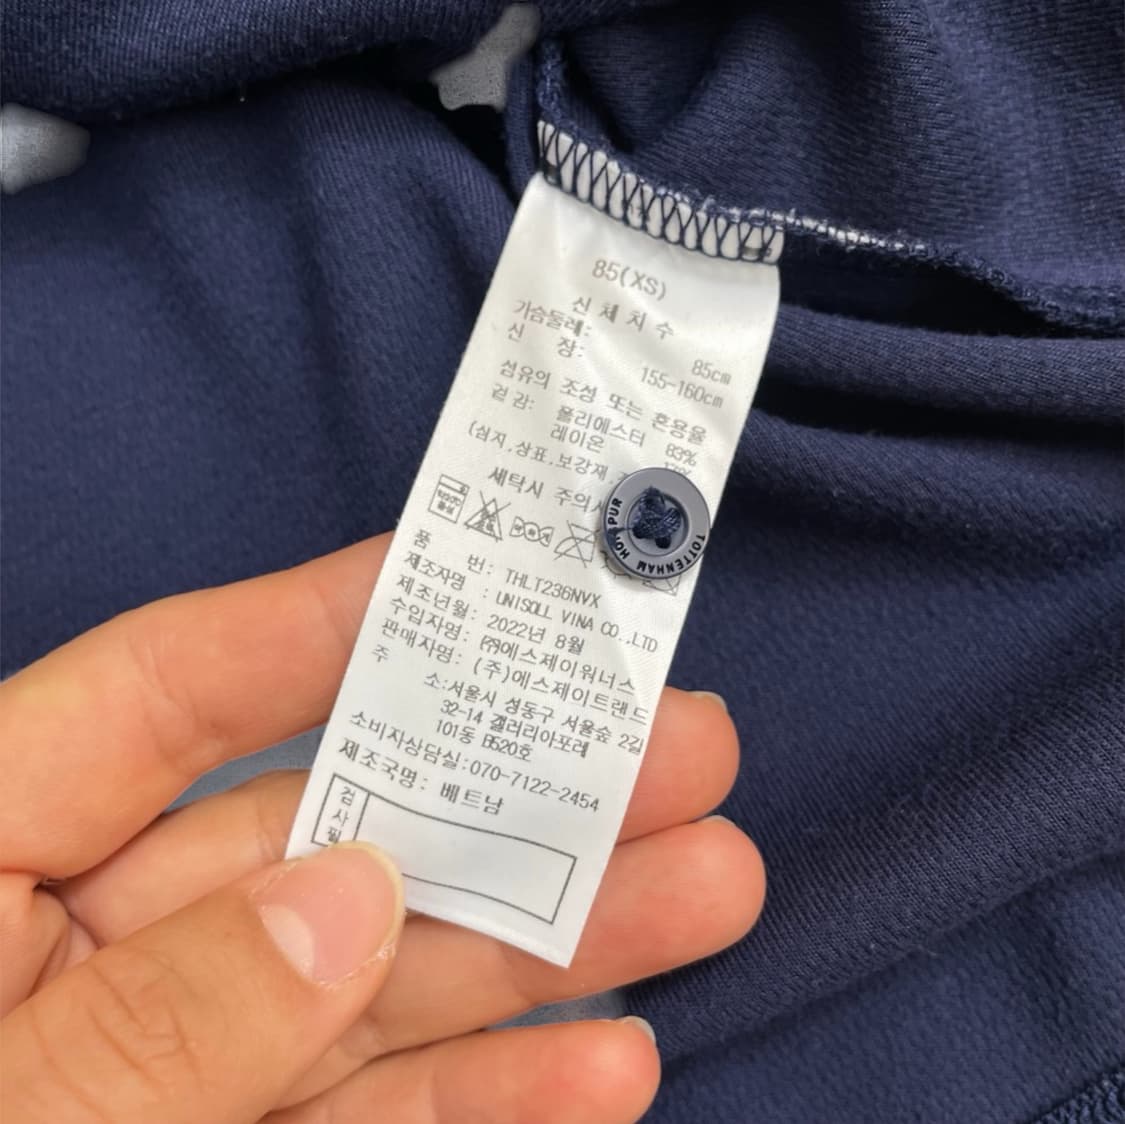 85(XS)
신 체 치 수
가슴둘레: 85cm
신 장: 155-160cm
섬유의 조성 또는 혼용율
겉감: 폴리에스터 83%
레이온
(심지,상표,보강재,
세탁시 주의
품 번: THLT236NVX
제조자명 : UNISOLL VINA CO.,LTD
제조년월: 2022년 8월
수입자명: ㈜에스제이위너스
판매자명: (주)에스제이트랜드
주 소:서울시 성동구 서울숲 2길
32-14 갤러리아포레
101동 B520호
소비자상담실:070-7122-2454
제조국명: 베트남
검사필
TOTTENHAM HOTSPUR